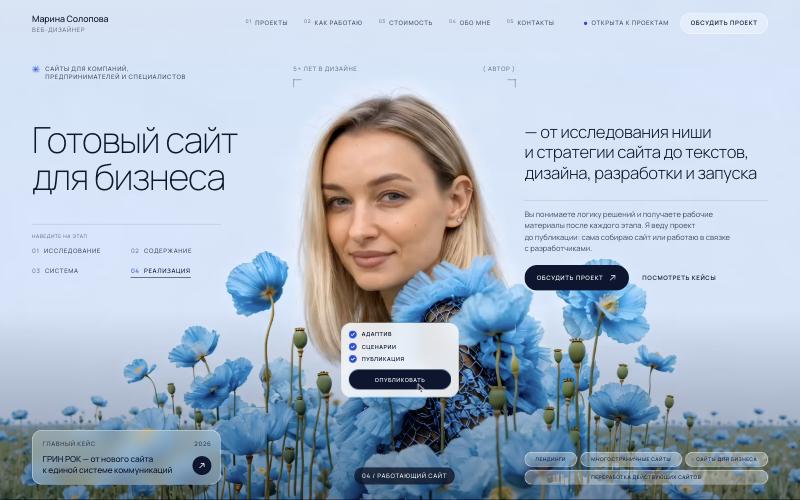 Марина Солопова
ВЕБ-ДИЗАЙНЕР
01 ПРОЕКТЫ
02 КАК РАБОТАЮ
03 СТОИМОСТЬ
04 ОБО МНЕ
05 КОНТАКТЫ
ОТКРЫТА К ПРОЕКТАМ
ОБСУДИТЬ ПРОЕКТ
САЙТЫ ДЛЯ КОМПАНИЙ,
ПРЕДПРИНИМАТЕЛЕЙ И СПЕЦИАЛИСТОВ
5+ ЛЕТ В ДИЗАЙНЕ
( АВТОР )
Готовый сайт
для бизнеса
— от исследования ниши
и стратегии сайта до текстов,
дизайна, разработки и запуска
НАВЕДИТЕ НА ЭТАП
01 ИССЛЕДОВАНИЕ
02 СОДЕРЖАНИЕ
03 СИСТЕМА
04 РЕАЛИЗАЦИЯ
Вы понимаете логику решений и получаете рабочие
материалы после каждого этапа. Я веду проект
до публикации: сама собираю сайт или работаю в связке
с разработчиками.
ОБСУДИТЬ ПРОЕКТ
ПОСМОТРЕТЬ КЕЙСЫ
АДАПТИВ
СЦЕНАРИИ
ПУБЛИКАЦИЯ
ОПУБЛИКОВАТЬ
ГЛАВНЫЙ КЕЙС
2026
ГРИН РОК — от нового сайта
к единой системе коммуникаций
04 / РАБОТАЮЩИЙ САЙТ
ЛЕНДИНГИ
МНОГОСТРАНИЧНЫЕ САЙТЫ
САЙТЫ ДЛЯ БИЗНЕСА
ПЕРЕРАБОТКА ДЕЙСТВУЮЩИХ САЙТОВ